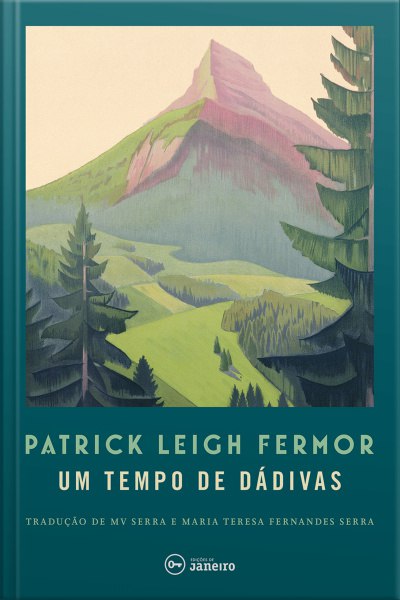 PATRICK LEIGH FERMOR
UM TEMPO DE DÁDIVAS
TRADUÇÃO DE MV SERRA E MARIA TERESA FERNANDES SERRA
EDIÇÕES DE
JANEIRO